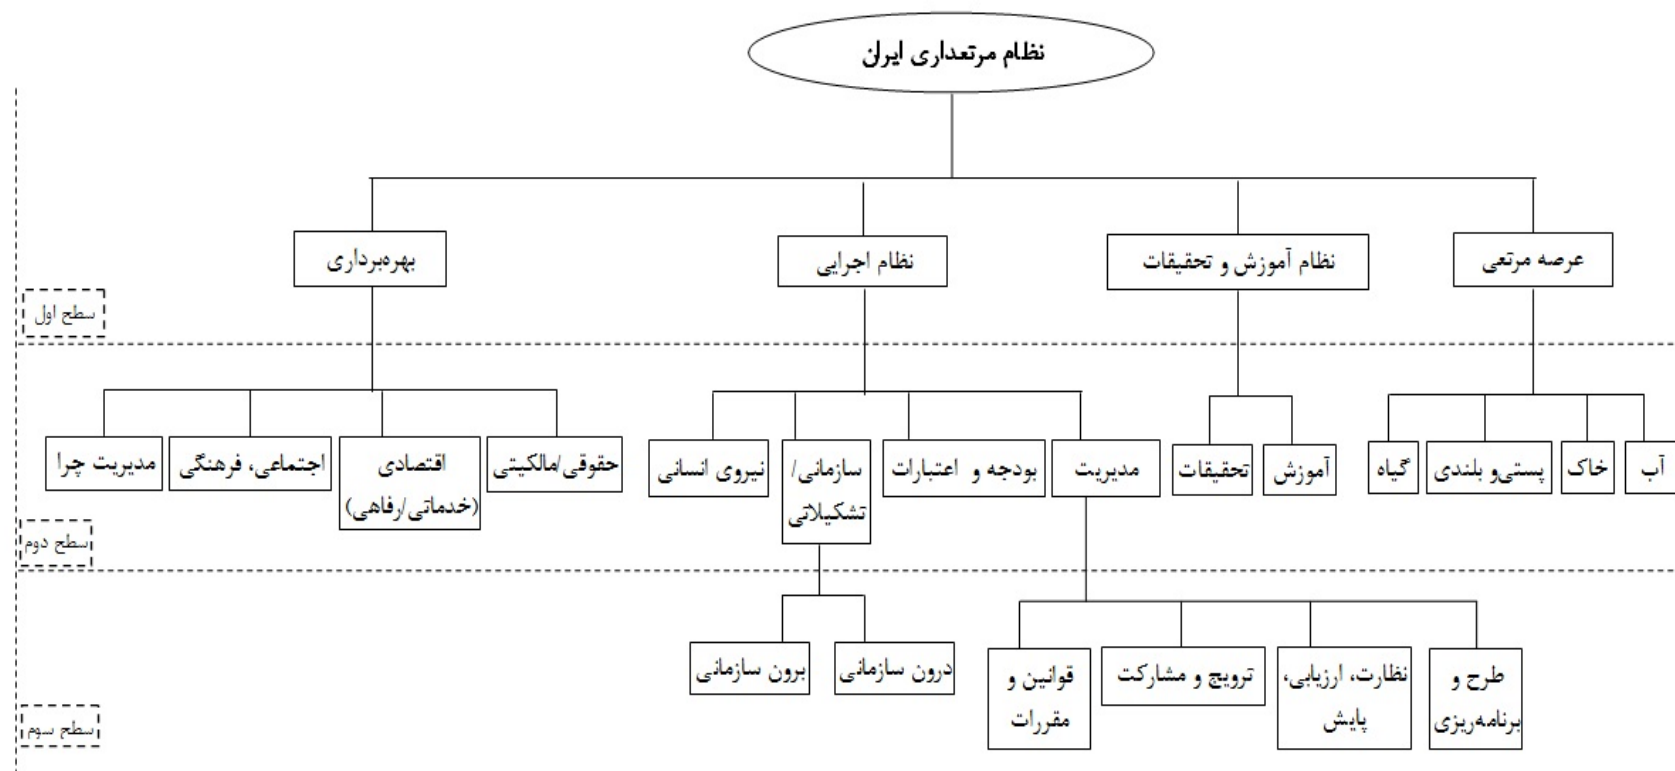 نظام مرتعداری ایران
عرصه مرتعی
نظام آموزش و تحقیقات
نظام اجرایی
بهره‌برداری
سطح اول
آب
خاک
پستی و بلندی
گیاه
آموزش
تحقیقات
مدیریت
بودجه و اعتبارات
سازمانی/
تشکیلاتی
نیروی انسانی
حقوقی/مالکیتی
اقتصادی
(خدماتی/رفاهی)
اجتماعی، فرهنگی
مدیریت چرا
سطح دوم
طرح و
برنامه‌ریزی
نظارت، ارزیابی،
پایش
ترویج و مشارکت
قوانین و
مقررات
درون سازمانی
برون سازمانی
سطح سوم